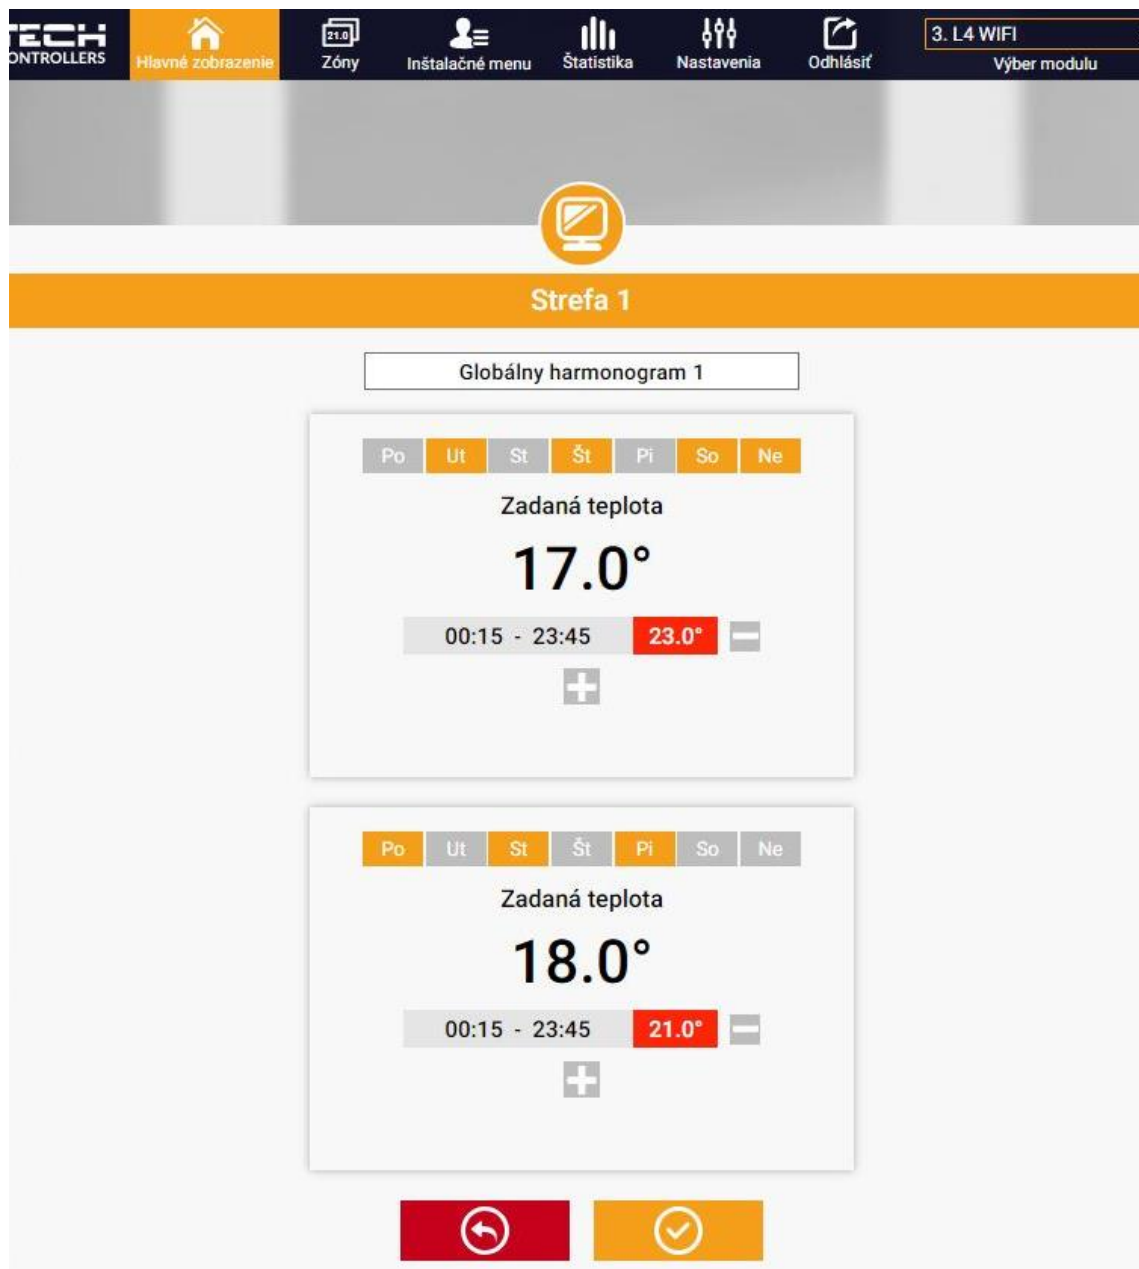 TECH
ONTROLLERS
Hlavné zobrazenie
21.0
Zóny
Inštalačné menu
Štatistika
Nastavenia
Odhlásiť
3. L4 WIFI
Výber modulu
Strefa 1
Globálny harmonogram 1
Po Ut St Št Pi So Ne
Zadaná teplota
17.0°
00:15 - 23:45 23.0°
Po Ut St Št Pi So Ne
Zadaná teplota
18.0°
00:15 - 23:45 21.0°